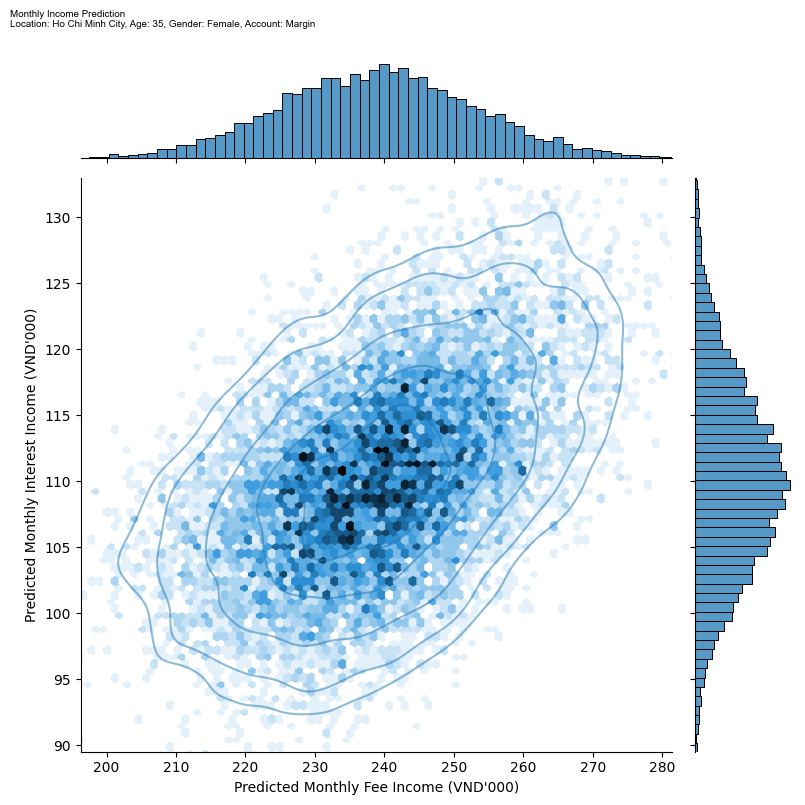 Monthly Income Prediction
Location: Ho Chi Minh City, Age: 35, Gender: Female, Account: Margin
130
125
120
115
110
105
100
95
90
Predicted Monthly Interest Income (VND'000)
200 210 220 230 240 250 260 270 280
Predicted Monthly Fee Income (VND'000)